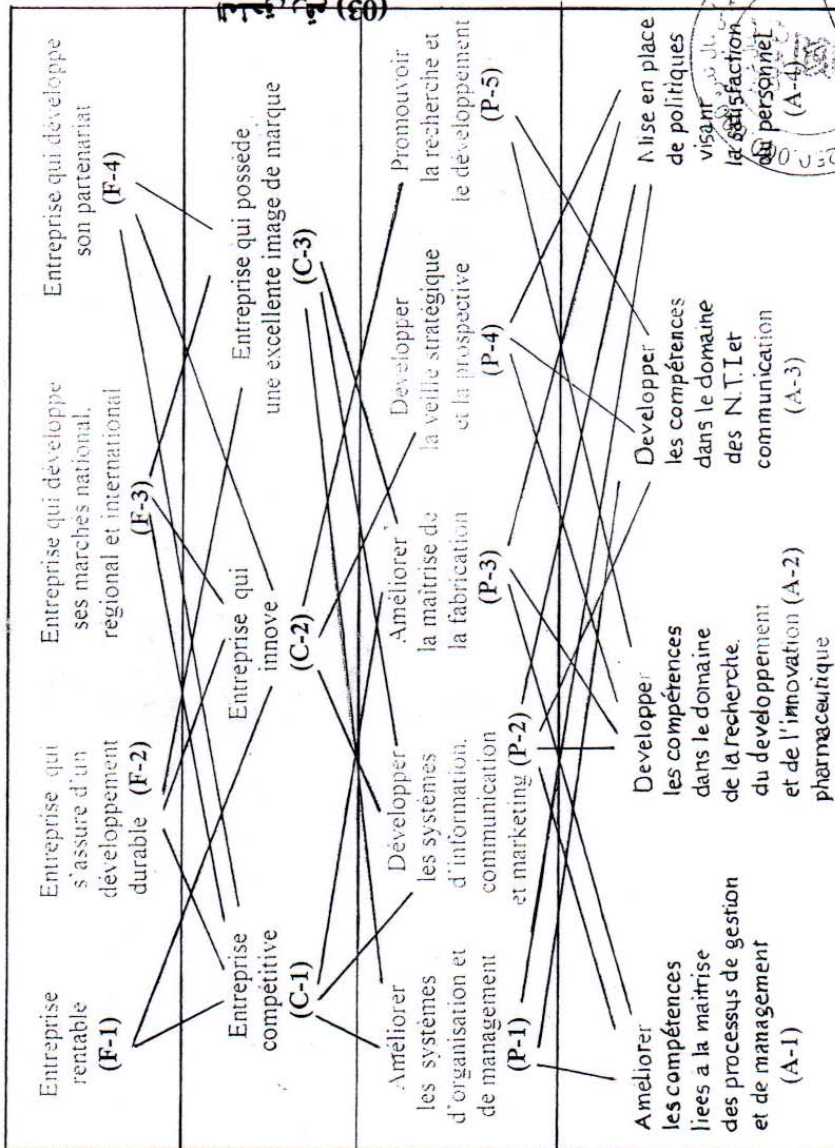 (03)
Entreprise
rentable
(F-1)
Entreprise qui
s'assure d'un
développement
durable (F-2)
Entreprise qui développe
ses marchés national,
régional et international
(F-3)
Entreprise qui développe
son partenariat
(F-4)
Entreprise
compétitive
(C-1)
Entreprise qui
innove
(C-2)
Entreprise qui possède
une excellente image de marque
(C-3)
Améliorer
les systèmes
d'organisation et
de management
(P-1)
Développer
les systèmes
d'information,
communication
et marketing (P-2)
Améliorer
la maîtrise de
la fabrication
(P-3)
Développer
la veille stratégique
et la prospective
(P-4)
Promouvoir
la recherche et
le développement
(P-5)
Ameliorer
les compétences
liees à la maitrise
des processus de gestion
et de management
(A-1)
Developper
les compétences
dans le domaine
de la recherche.
du developpement
et de l'innovation (A-2)
pharmaceutique
Developper
les compétences
dans le domaine
des N.T.I et
communication
(A-3)
Mise en place
de politiques
visant
la satisfaction
du personnel
(A-4)